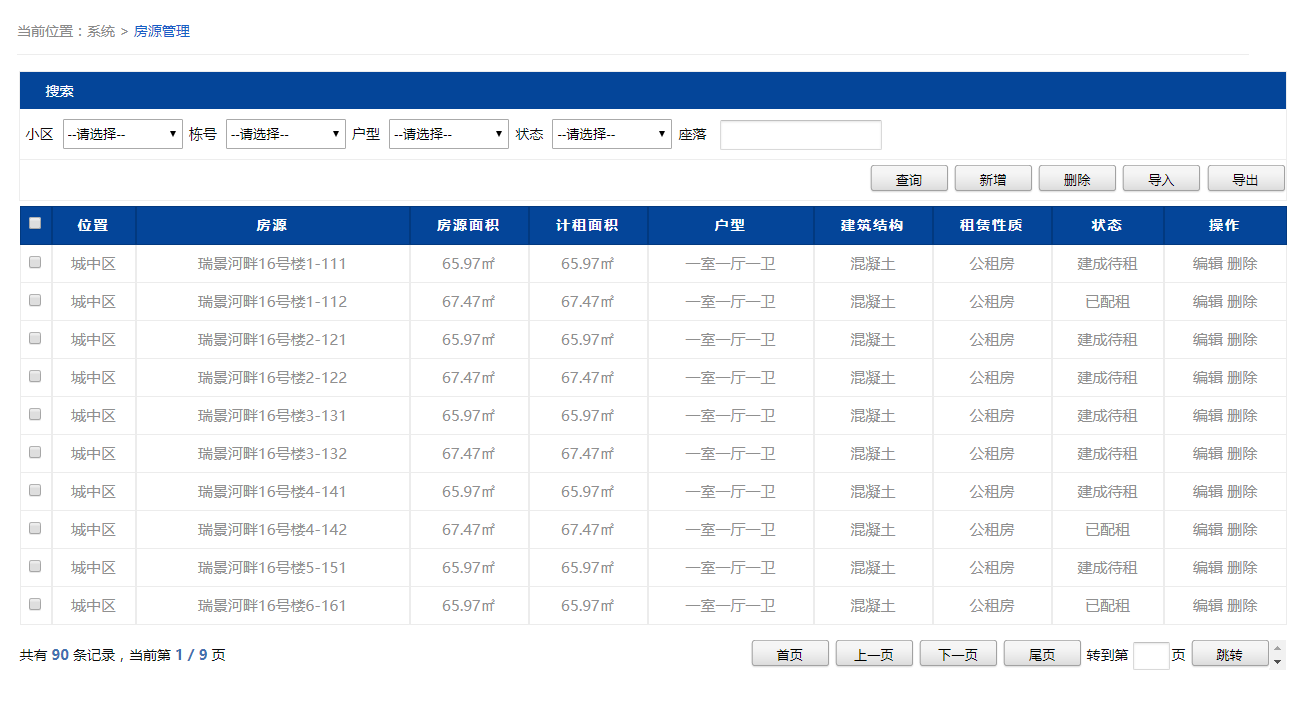 当前位置：系统 > 房源管理
搜索
小区 --请选择-- 栋号 --请选择-- 户型 --请选择-- 状态 --请选择-- 座落
查询 新增 删除 导入 导出
位置 房源 房源面积 计租面积 户型 建筑结构 租赁性质 状态 操作
城中区 瑞景河畔16号楼1-111 65.97㎡ 65.97㎡ 一室一厅一卫 混凝土 公租房 建成待租 编辑 删除
城中区 瑞景河畔16号楼1-112 67.47㎡ 67.47㎡ 一室一厅一卫 混凝土 公租房 已配租 编辑 删除
城中区 瑞景河畔16号楼2-121 65.97㎡ 65.97㎡ 一室一厅一卫 混凝土 公租房 建成待租 编辑 删除
城中区 瑞景河畔16号楼2-122 67.47㎡ 67.47㎡ 一室一厅一卫 混凝土 公租房 建成待租 编辑 删除
城中区 瑞景河畔16号楼3-131 65.97㎡ 65.97㎡ 一室一厅一卫 混凝土 公租房 建成待租 编辑 删除
城中区 瑞景河畔16号楼3-132 67.47㎡ 67.47㎡ 一室一厅一卫 混凝土 公租房 建成待租 编辑 删除
城中区 瑞景河畔16号楼4-141 65.97㎡ 65.97㎡ 一室一厅一卫 混凝土 公租房 建成待租 编辑 删除
城中区 瑞景河畔16号楼4-142 67.47㎡ 67.47㎡ 一室一厅一卫 混凝土 公租房 已配租 编辑 删除
城中区 瑞景河畔16号楼5-151 65.97㎡ 65.97㎡ 一室一厅一卫 混凝土 公租房 建成待租 编辑 删除
城中区 瑞景河畔16号楼6-161 65.97㎡ 65.97㎡ 一室一厅一卫 混凝土 公租房 已配租 编辑 删除
共有 90 条记录，当前第 1 / 9 页 首页 上一页 下一页 尾页 转到第 页 跳转